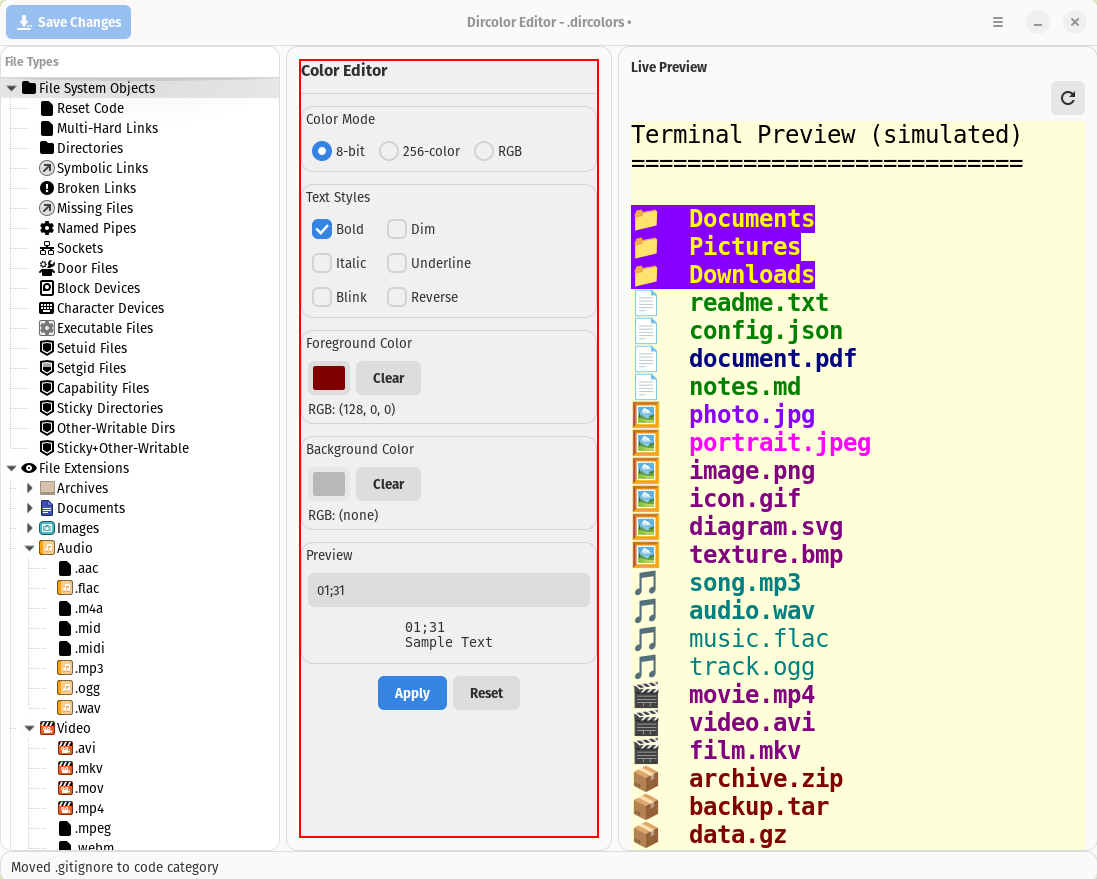 Save Changes
Dircolor Editor - .dircolors •
File Types
File System Objects
Reset Code
Multi-Hard Links
Directories
Symbolic Links
Broken Links
Missing Files
Named Pipes
Sockets
Door Files
Block Devices
Character Devices
Executable Files
Setuid Files
Setgid Files
Capability Files
Sticky Directories
Other-Writable Dirs
Sticky+Other-Writable
File Extensions
Archives
Documents
Images
Audio
.aac
.flac
.m4a
.mid
.midi
.mp3
.ogg
.wav
Video
.avi
.mkv
.mov
.mp4
.mpeg
.webm
Color Editor
Color Mode
8-bit 256-color RGB
Text Styles
Bold Dim
Italic Underline
Blink Reverse
Foreground Color
Clear
RGB: (128, 0, 0)
Background Color
Clear
RGB: (none)
Preview
01;31
01;31
Sample Text
Apply Reset
Live Preview
Terminal Preview (simulated)
============================
Documents
Pictures
Downloads
readme.txt
config.json
document.pdf
notes.md
photo.jpg
portrait.jpeg
image.png
icon.gif
diagram.svg
texture.bmp
song.mp3
audio.wav
music.flac
track.ogg
movie.mp4
video.avi
film.mkv
archive.zip
backup.tar
data.gz
Moved .gitignore to code category